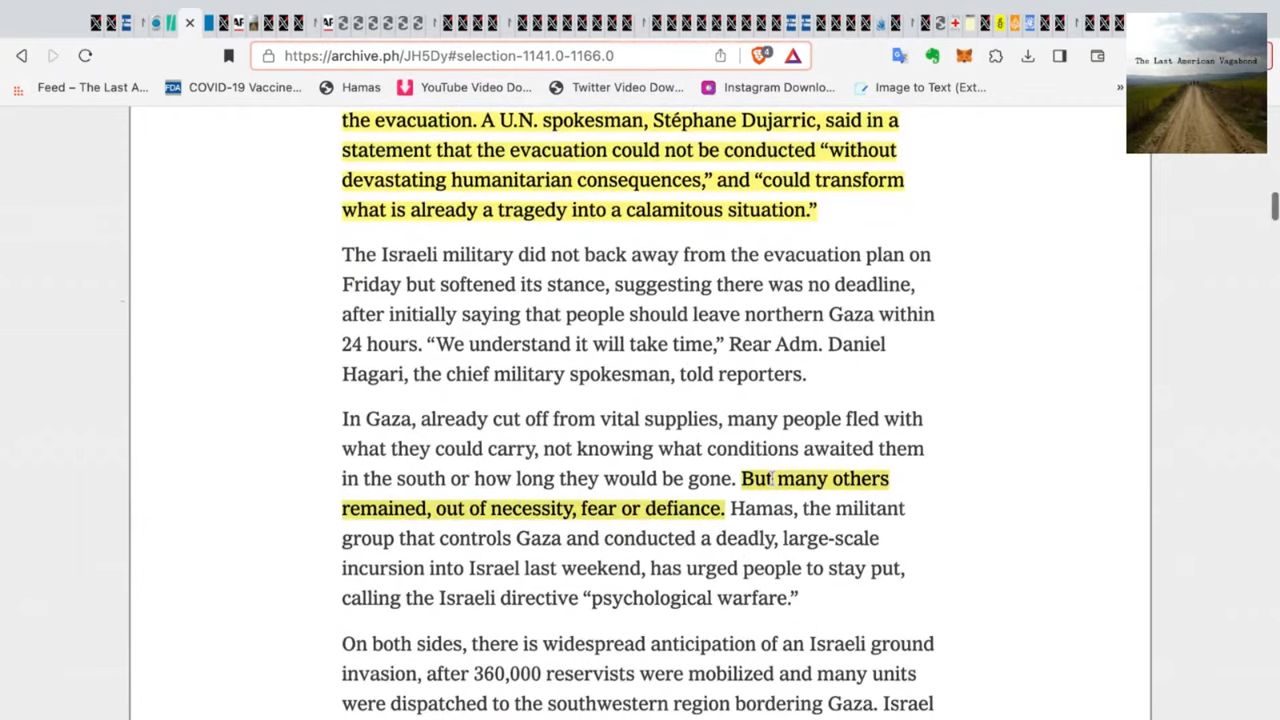 https://archive.ph/JH5Dy#selection-1141.0-1166.0
4
The Last American Vagabond
Feed – The Last A...
FDA
COVID-19 Vaccine...
Hamas
YouTube Video Do...
Twitter Video Dow...
Instagram Downlo...
Image to Text (Ext...
»
the evacuation. A U.N. spokesman, Stéphane Dujarric, said in a
statement that the evacuation could not be conducted “without
devastating humanitarian consequences,” and “could transform
what is already a tragedy into a calamitous situation.”
The Israeli military did not back away from the evacuation plan on
Friday but softened its stance, suggesting there was no deadline,
after initially saying that people should leave northern Gaza within
24 hours. “We understand it will take time,” Rear Adm. Daniel
Hagari, the chief military spokesman, told reporters.
In Gaza, already cut off from vital supplies, many people fled with
what they could carry, not knowing what conditions awaited them
in the south or how long they would be gone. But many others
remained, out of necessity, fear or defiance. Hamas, the militant
group that controls Gaza and conducted a deadly, large-scale
incursion into Israel last weekend, has urged people to stay put,
calling the Israeli directive “psychological warfare.”
On both sides, there is widespread anticipation of an Israeli ground
invasion, after 360,000 reservists were mobilized and many units
were dispatched to the southwestern region bordering Gaza. Israel